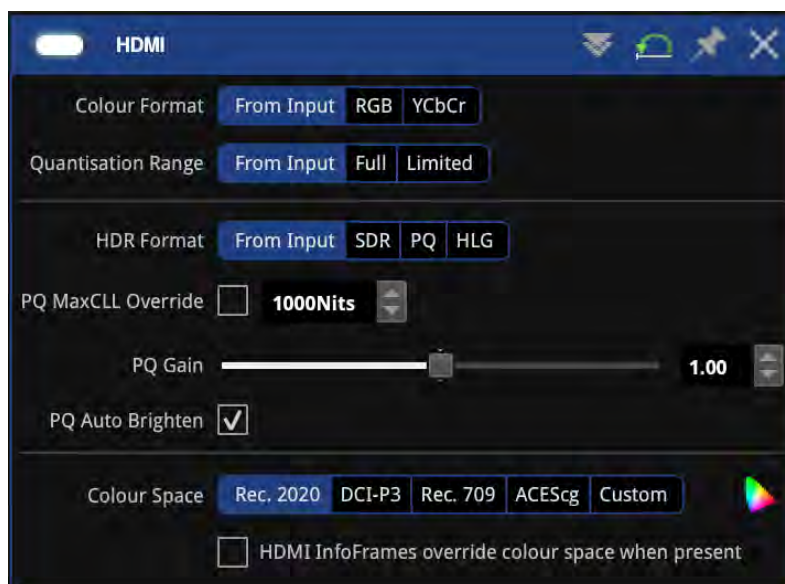 HDMI
Colour Format From Input RGB YCbCr
Quantisation Range From Input Full Limited
HDR Format From Input SDR PQ HLG
PQ MaxCLL Override 1000Nits
PQ Gain 1.00
PQ Auto Brighten
Colour Space Rec. 2020 DCI-P3 Rec. 709 ACEScg Custom
HDMI InfoFrames override colour space when present